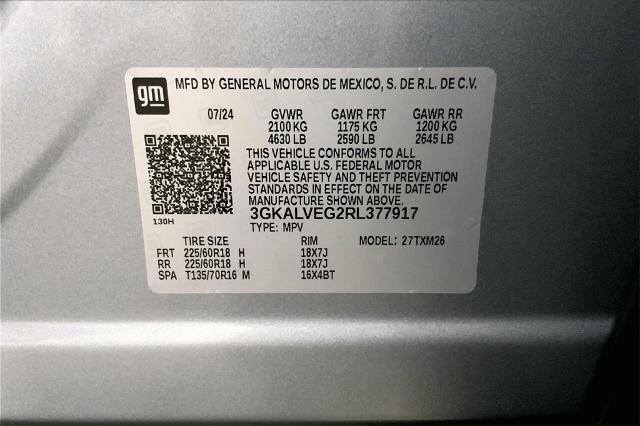 gm
MFD BY GENERAL MOTORS DE MEXICO, S. DE R.L. DE C.V.
07/24 GVWR GAWR FRT GAWR RR
2100 KG 1175 KG 1200 KG
4630 LB 2590 LB 2645 LB
THIS VEHICLE CONFORMS TO ALL
APPLICABLE U.S. FEDERAL MOTOR
VEHICLE SAFETY AND THEFT PREVENTION
STANDARDS IN EFFECT ON THE DATE OF
MANUFACTURE SHOWN ABOVE.
3GKALVEG2RL377917
130H
TYPE: MPV
TIRE SIZE RIM MODEL: 27TXM26
FRT 225/60R18 H 18X7J
RR 225/60R18 H 18X7J
SPA T135/70R16 M 16X4BT